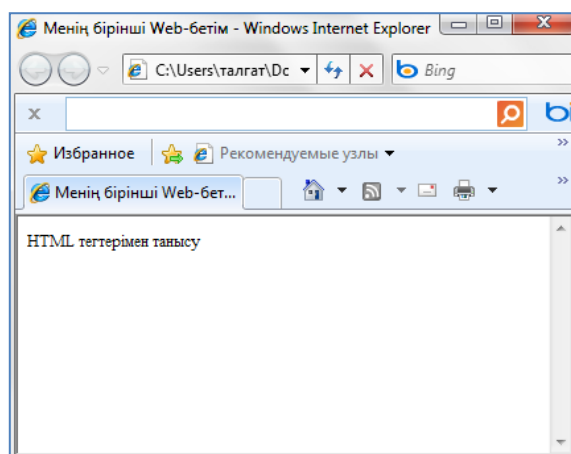 Менің бірінші Web-бетім - Windows Internet Explorer
C:\Users\талгат\Dc
Bing
Избранное
Рекомендуемые узлы
Менің бірінші Web-бет...
HTML тегтерімен танысу